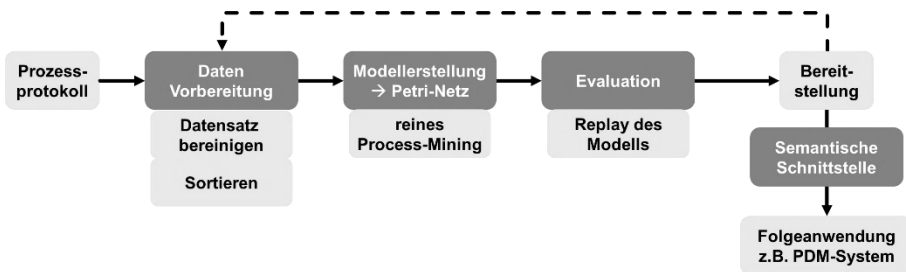 Prozess-
protokoll
Daten
Vorbereitung
Datensatz
bereinigen
Sortieren
Modellerstellung
→ Petri-Netz
reines
Process-Mining
Evaluation
Replay des
Modells
Bereit-
stellung
Semantische
Schnittstelle
Folgeanwendung
z.B. PDM-System